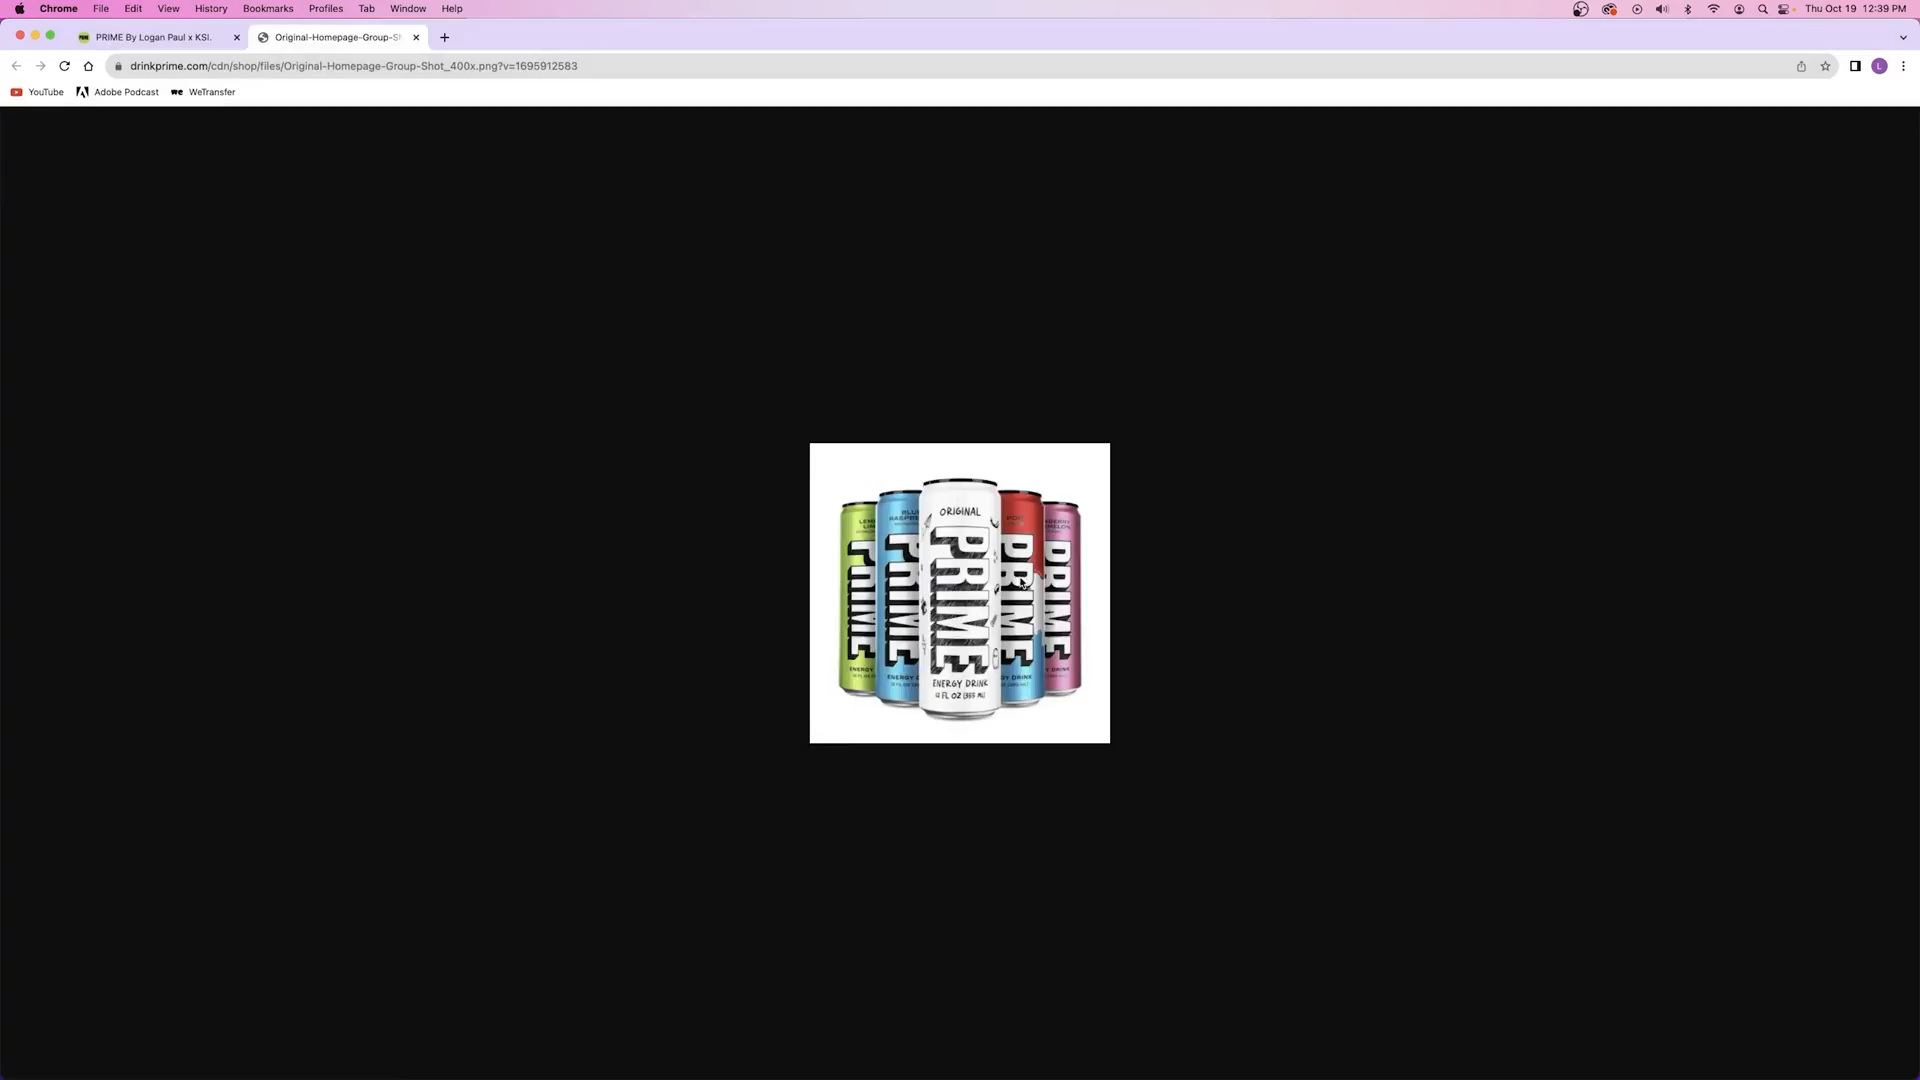 Chrome File Edit View History Bookmarks Profiles Tab Window Help
Thu Oct 19 12:39 PM
PRIME By Logan Paul x KSi.
Original-Homepage-Group-S
drinkprime.com/cdn/shop/files/Original-Homepage-Group-Shot_400x.png?v=1695912583
L
YouTube Adobe Podcast WeTransfer
ORIGINAL
PRIME
ENERGY DRINK
12 FL OZ (355 ml)
PRIME
PRIME
PRIME
PRIME